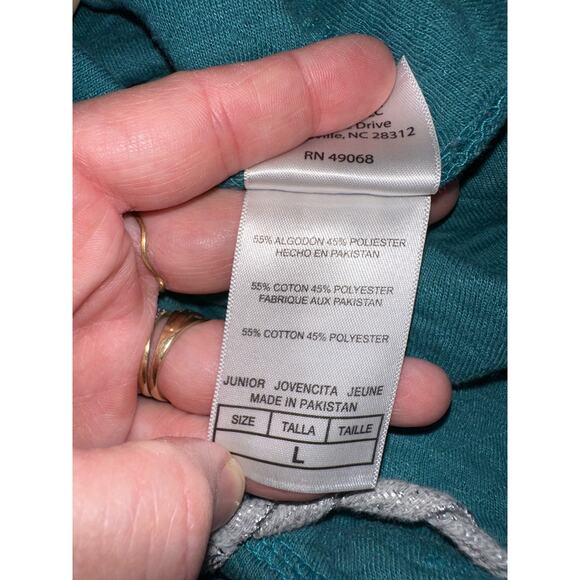 Drive
NC 28312
RN 49068
55% ALGODÓN 45% POLIESTER
HECHO EN PAKISTAN
55% COTON 45% POLYESTER
FABRIQUE AUX PAKISTAN
55% COTTON 45% POLYESTER
JUNIOR JOVENCITA JEUNE
MADE IN PAKISTAN
SIZE TALLA TAILLE
L